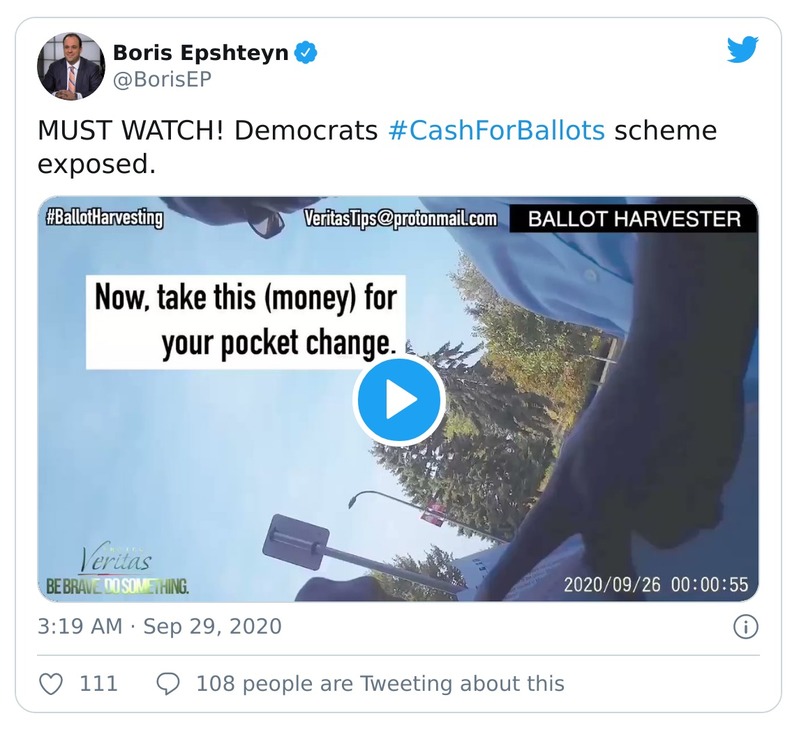 Boris Epshteyn
@BorisEP
MUST WATCH! Democrats #CashForBallots scheme
exposed.
#BallotHarvesting
VeritasTips@protonmail.com
BALLOT HARVESTER
Now, take this (money) for
your pocket change.
Veritas
BE BRAVE. DO SOMETHING.
2020/09/26 00:00:55
3:19 AM · Sep 29, 2020
111
108 people are Tweeting about this